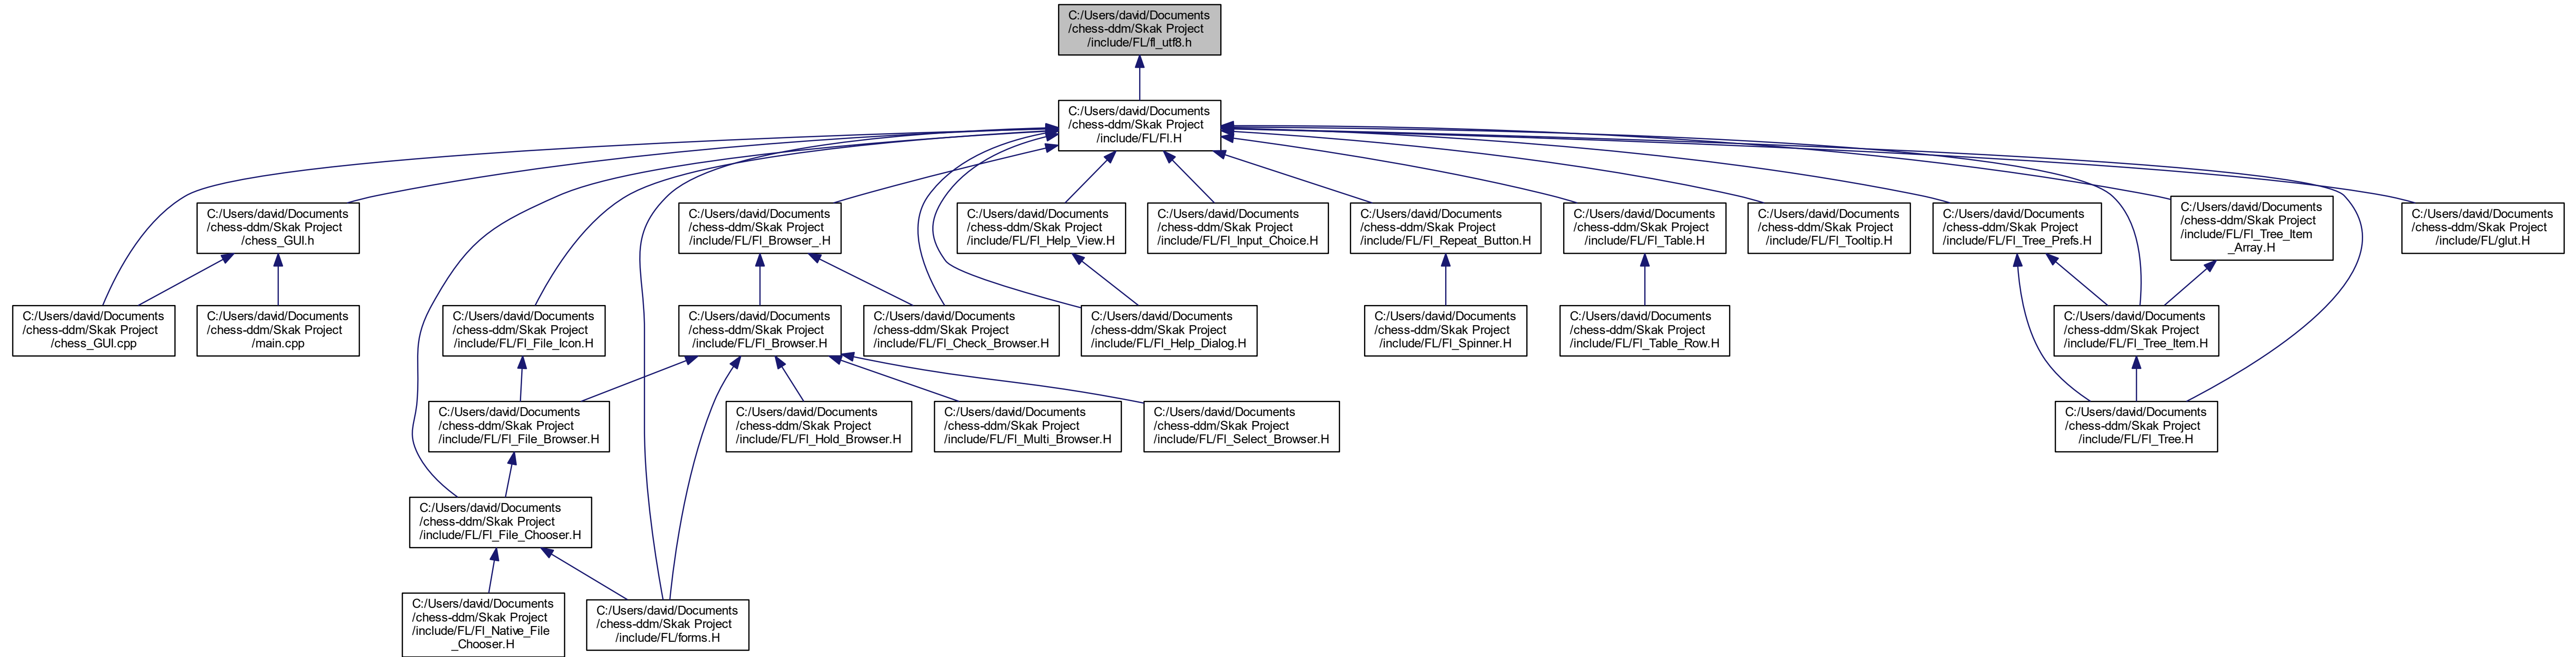 C:/Users/david/Documents
/chess-ddm/Skak Project
/include/FL/fl_utf8.h
C:/Users/david/Documents
/chess-ddm/Skak Project
/include/FL/Fl.H
C:/Users/david/Documents
/chess-ddm/Skak Project
/chess_GUI.h
C:/Users/david/Documents
/chess-ddm/Skak Project
/include/FL/Fl_Browser_.H
C:/Users/david/Documents
/chess-ddm/Skak Project
/include/FL/Fl_Help_View.H
C:/Users/david/Documents
/chess-ddm/Skak Project
/include/FL/Fl_Input_Choice.H
C:/Users/david/Documents
/chess-ddm/Skak Project
/include/FL/Fl_Repeat_Button.H
C:/Users/david/Documents
/chess-ddm/Skak Project
/include/FL/Fl_Table.H
C:/Users/david/Documents
/chess-ddm/Skak Project
/include/FL/Fl_Tooltip.H
C:/Users/david/Documents
/chess-ddm/Skak Project
/include/FL/Fl_Tree_Prefs.H
C:/Users/david/Documents
/chess-ddm/Skak Project
/include/FL/Fl_Tree_Item
_Array.H
C:/Users/david/Documents
/chess-ddm/Skak Project
/include/FL/glut.H
C:/Users/david/Documents
/chess-ddm/Skak Project
/chess_GUI.cpp
C:/Users/david/Documents
/chess-ddm/Skak Project
/main.cpp
C:/Users/david/Documents
/chess-ddm/Skak Project
/include/FL/Fl_File_Icon.H
C:/Users/david/Documents
/chess-ddm/Skak Project
/include/FL/Fl_Browser.H
C:/Users/david/Documents
/chess-ddm/Skak Project
/include/FL/Fl_Check_Browser.H
C:/Users/david/Documents
/chess-ddm/Skak Project
/include/FL/Fl_Help_Dialog.H
C:/Users/david/Documents
/chess-ddm/Skak Project
/include/FL/Fl_Spinner.H
C:/Users/david/Documents
/chess-ddm/Skak Project
/include/FL/Fl_Table_Row.H
C:/Users/david/Documents
/chess-ddm/Skak Project
/include/FL/Fl_Tree_Item.H
C:/Users/david/Documents
/chess-ddm/Skak Project
/include/FL/Fl_File_Browser.H
C:/Users/david/Documents
/chess-ddm/Skak Project
/include/FL/Fl_Hold_Browser.H
C:/Users/david/Documents
/chess-ddm/Skak Project
/include/FL/Fl_Multi_Browser.H
C:/Users/david/Documents
/chess-ddm/Skak Project
/include/FL/Fl_Select_Browser.H
C:/Users/david/Documents
/chess-ddm/Skak Project
/include/FL/Fl_Tree.H
C:/Users/david/Documents
/chess-ddm/Skak Project
/include/FL/Fl_File_Chooser.H
C:/Users/david/Documents
/chess-ddm/Skak Project
/include/FL/Fl_Native_File
_Chooser.H
C:/Users/david/Documents
/chess-ddm/Skak Project
/include/FL/forms.H